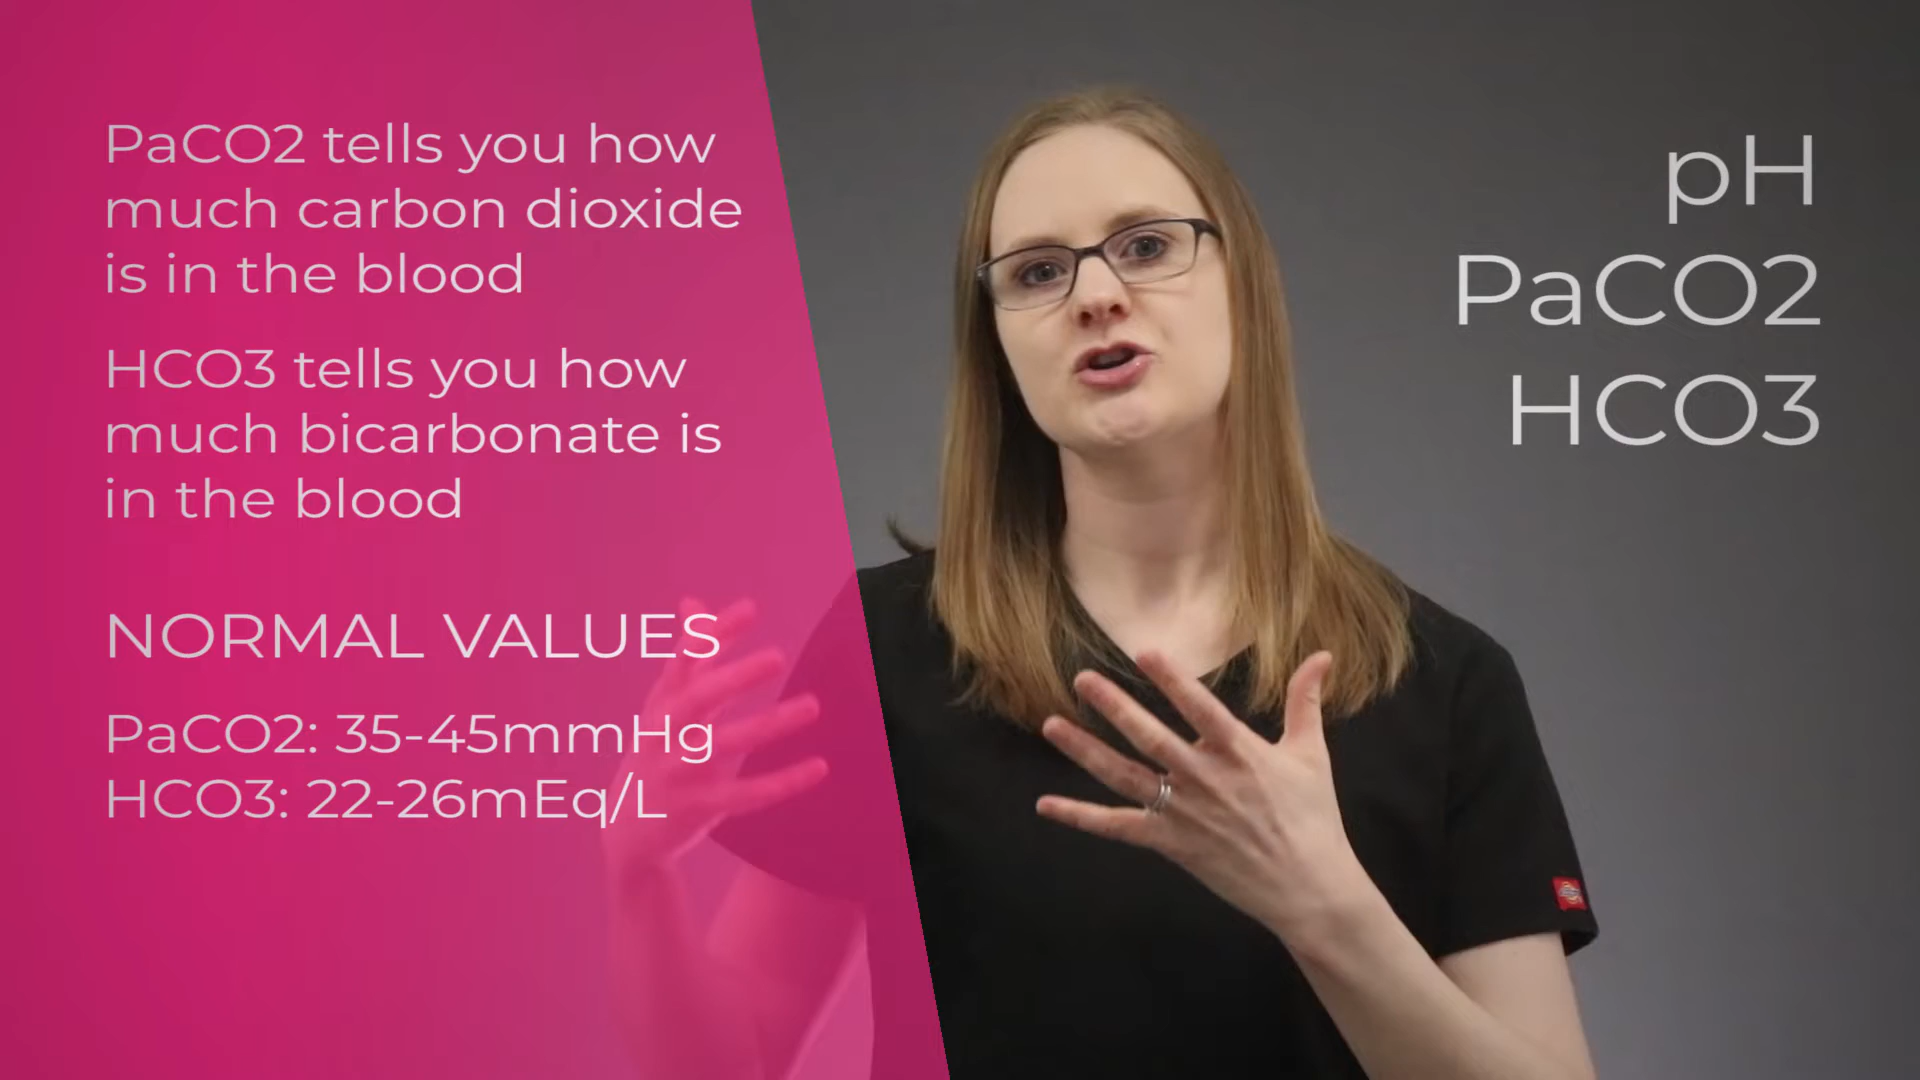 PaCO2 tells you how
much carbon dioxide
is in the blood
HCO3 tells you how
much bicarbonate is
in the blood
NORMAL VALUES
PaCO2: 35-45mmHg
HCO3: 22-26mEq/L
pH
PaCO2
HCO3